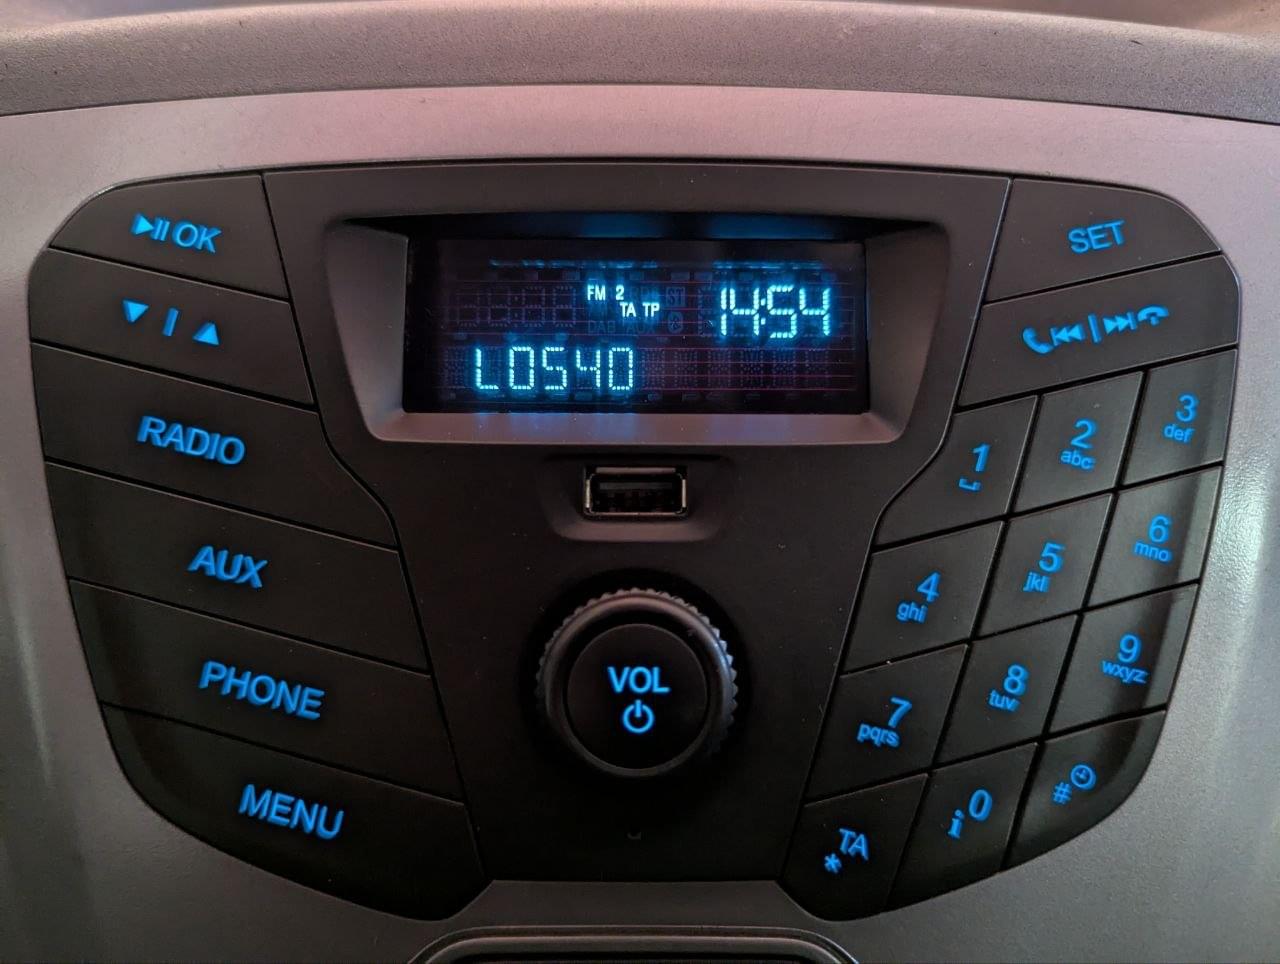 OK
SET
FM 2
TA TP
14:54
LOS40
RADIO
AUX
PHONE
MENU
VOL
1
2
abc
3
def
4
ghi
5
jkl
6
mno
7
pqrs
8
tuv
9
wxyz
*TA
i 0
#